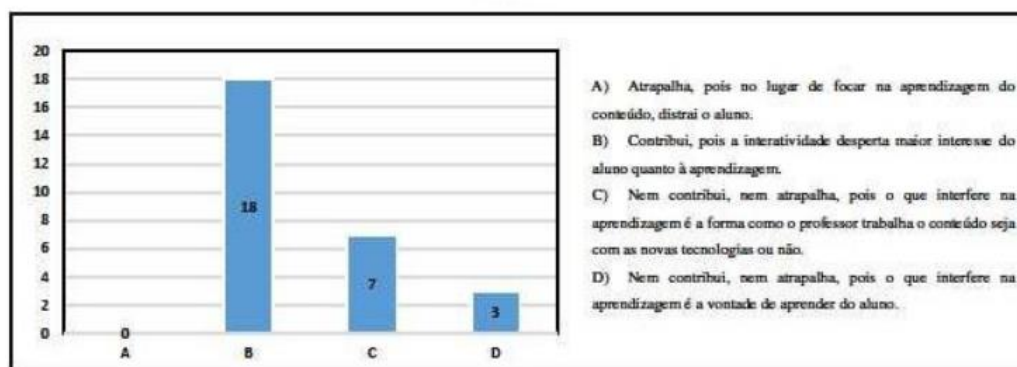 20
18
16
14
12
10
8
6
4
2
0
0
18
7
3
A
B
C
D
A) Atrapalha, pois no lugar de focar na aprendizagem do
conteúdo, distrai o aluno.
B) Contribui, pois a interatividade desperta maior interesse do
aluno quanto à aprendizagem.
C) Nem contribui, nem atrapalha, pois o que interfere na
aprendizagem é a forma como o professor trabalha o conteúdo seja
com as novas tecnologias ou não.
D) Nem contribui, nem atrapalha, pois o que interfere na
aprendizagem é a vontade de aprender do aluno.